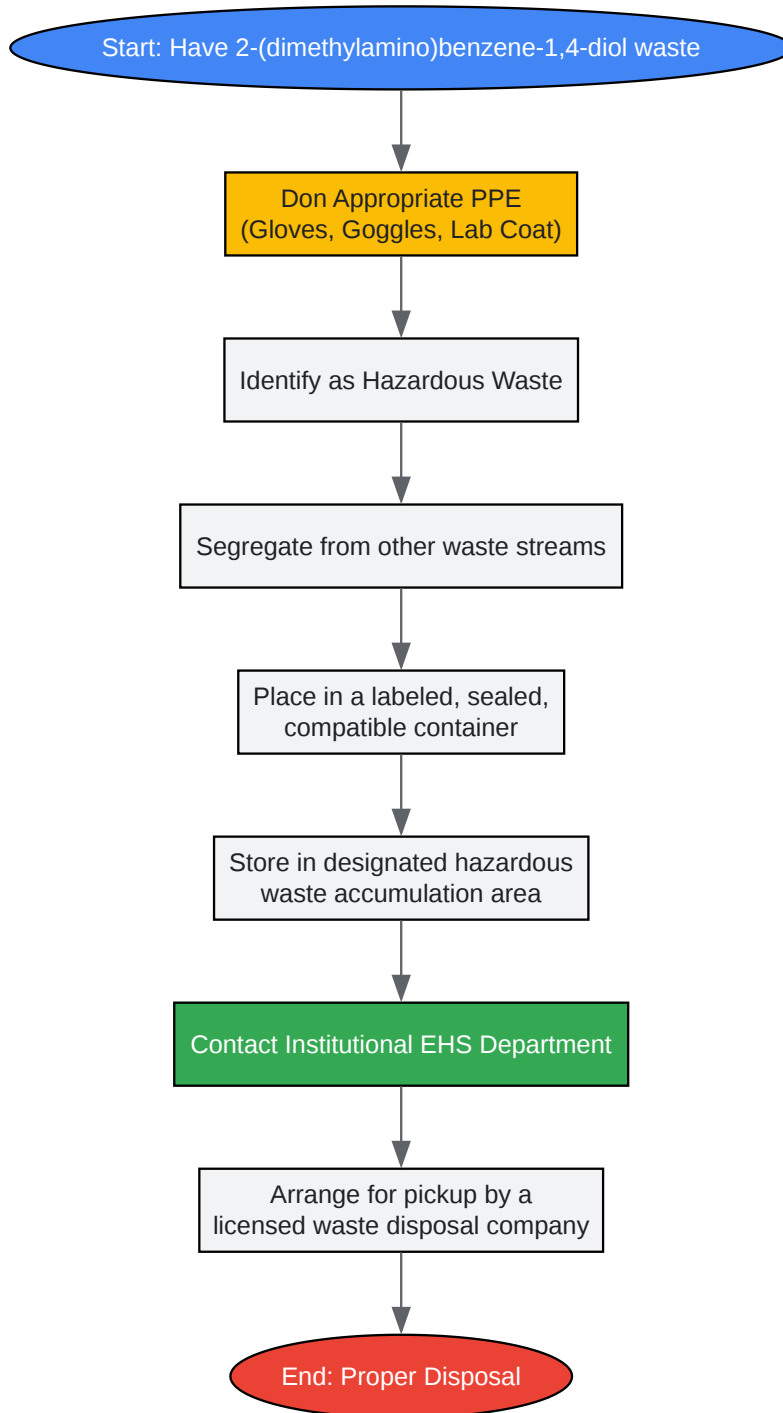 Start: Have 2-(dimethylamino)benzene-1,4-diol waste
Don Appropriate PPE
(Gloves, Goggles, Lab Coat)
Identify as Hazardous Waste
Segregate from other waste streams
Place in a labeled, sealed,
compatible container
Store in designated hazardous
waste accumulation area
Contact Institutional EHS Department
Arrange for pickup by a
licensed waste disposal company
End: Proper Disposal